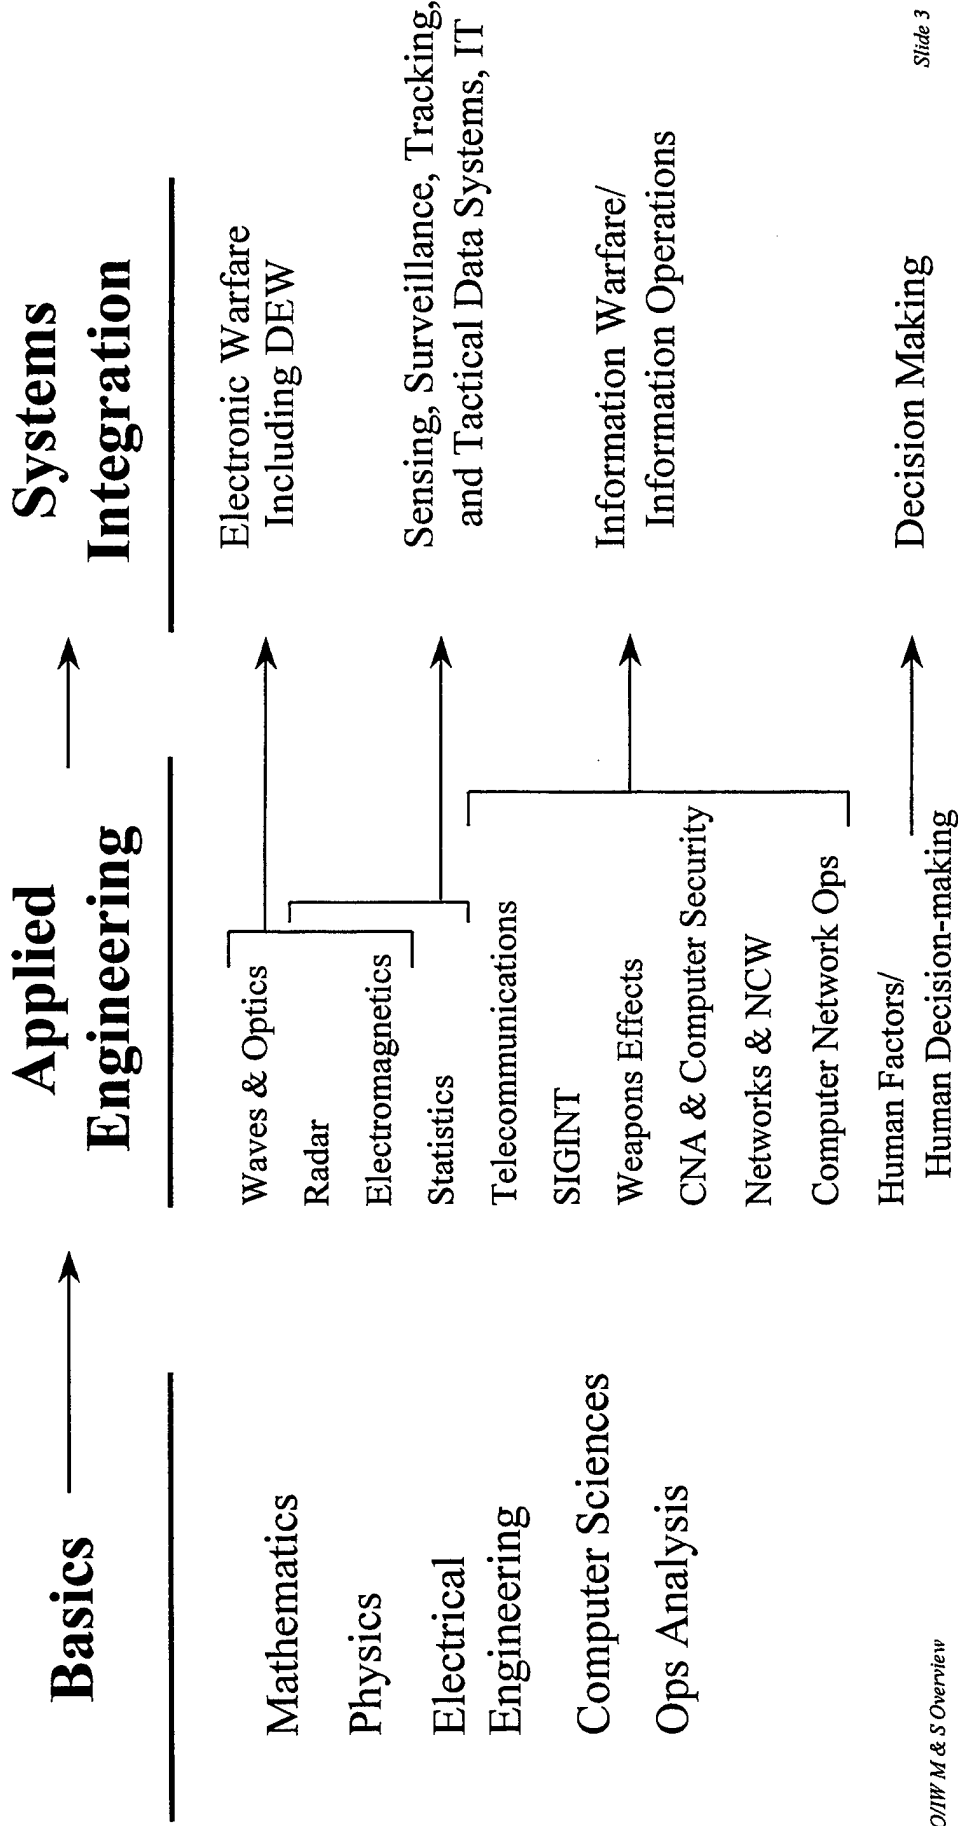 Basics
Mathematics
Physics
Electrical
Engineering
Computer Sciences
Ops Analysis
Applied
Engineering
Waves & Optics
Radar
Electromagnetics
Statistics
Telecommunications
SIGINT
Weapons Effects
CNA & Computer Security
Networks & NCW
Computer Network Ops
Human Factors/
Human Decision-making
Systems
Integration
Electronic Warfare
Including DEW
Sensing, Surveillance, Tracking,
and Tactical Data Systems, IT
Information Warfare/
Information Operations
Decision Making
O/IW M & S Overview
Slide 3